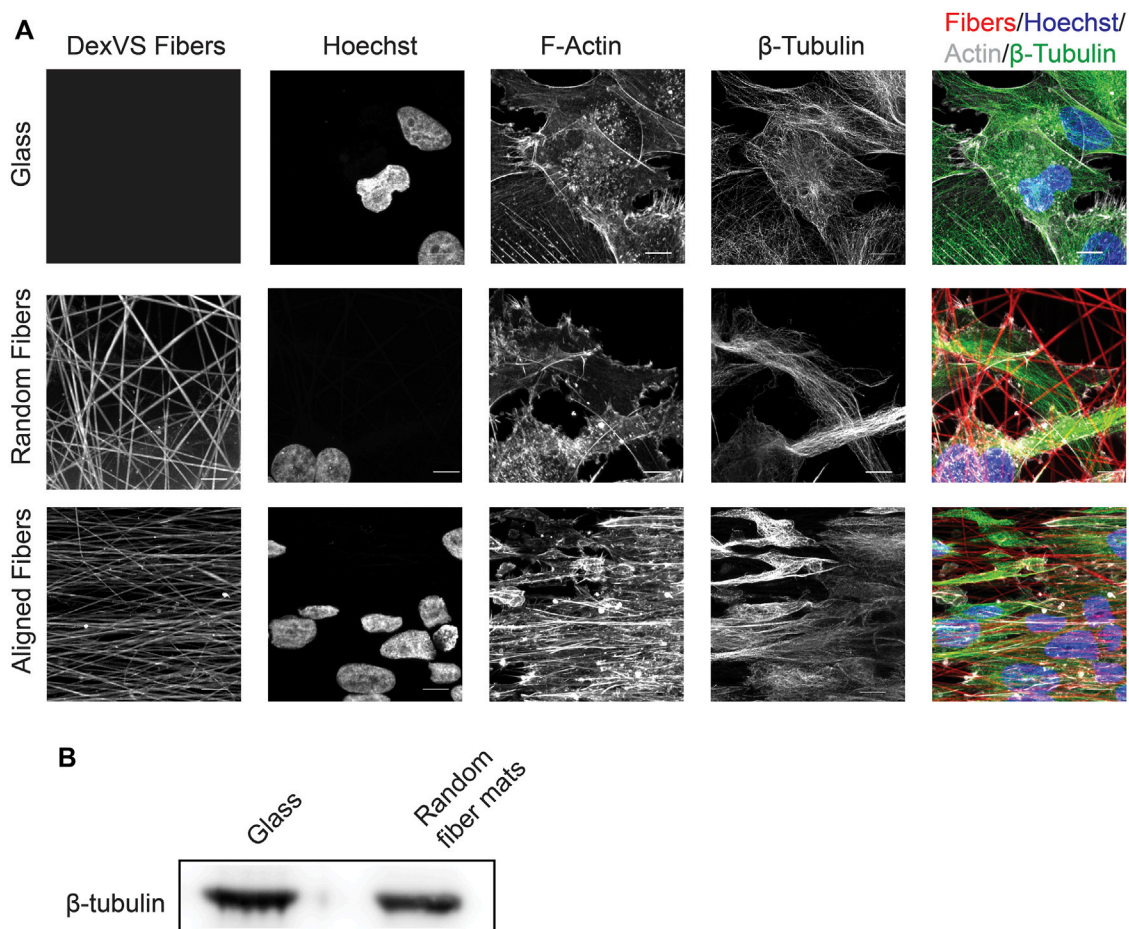 A
DexVS Fibers
Hoechst
F-Actin
β-Tubulin
Fibers/Hoechst/
Actin/β-Tubulin
Glass
Random Fibers
Aligned Fibers
B
Glass
Random
fiber mats
β-tubulin